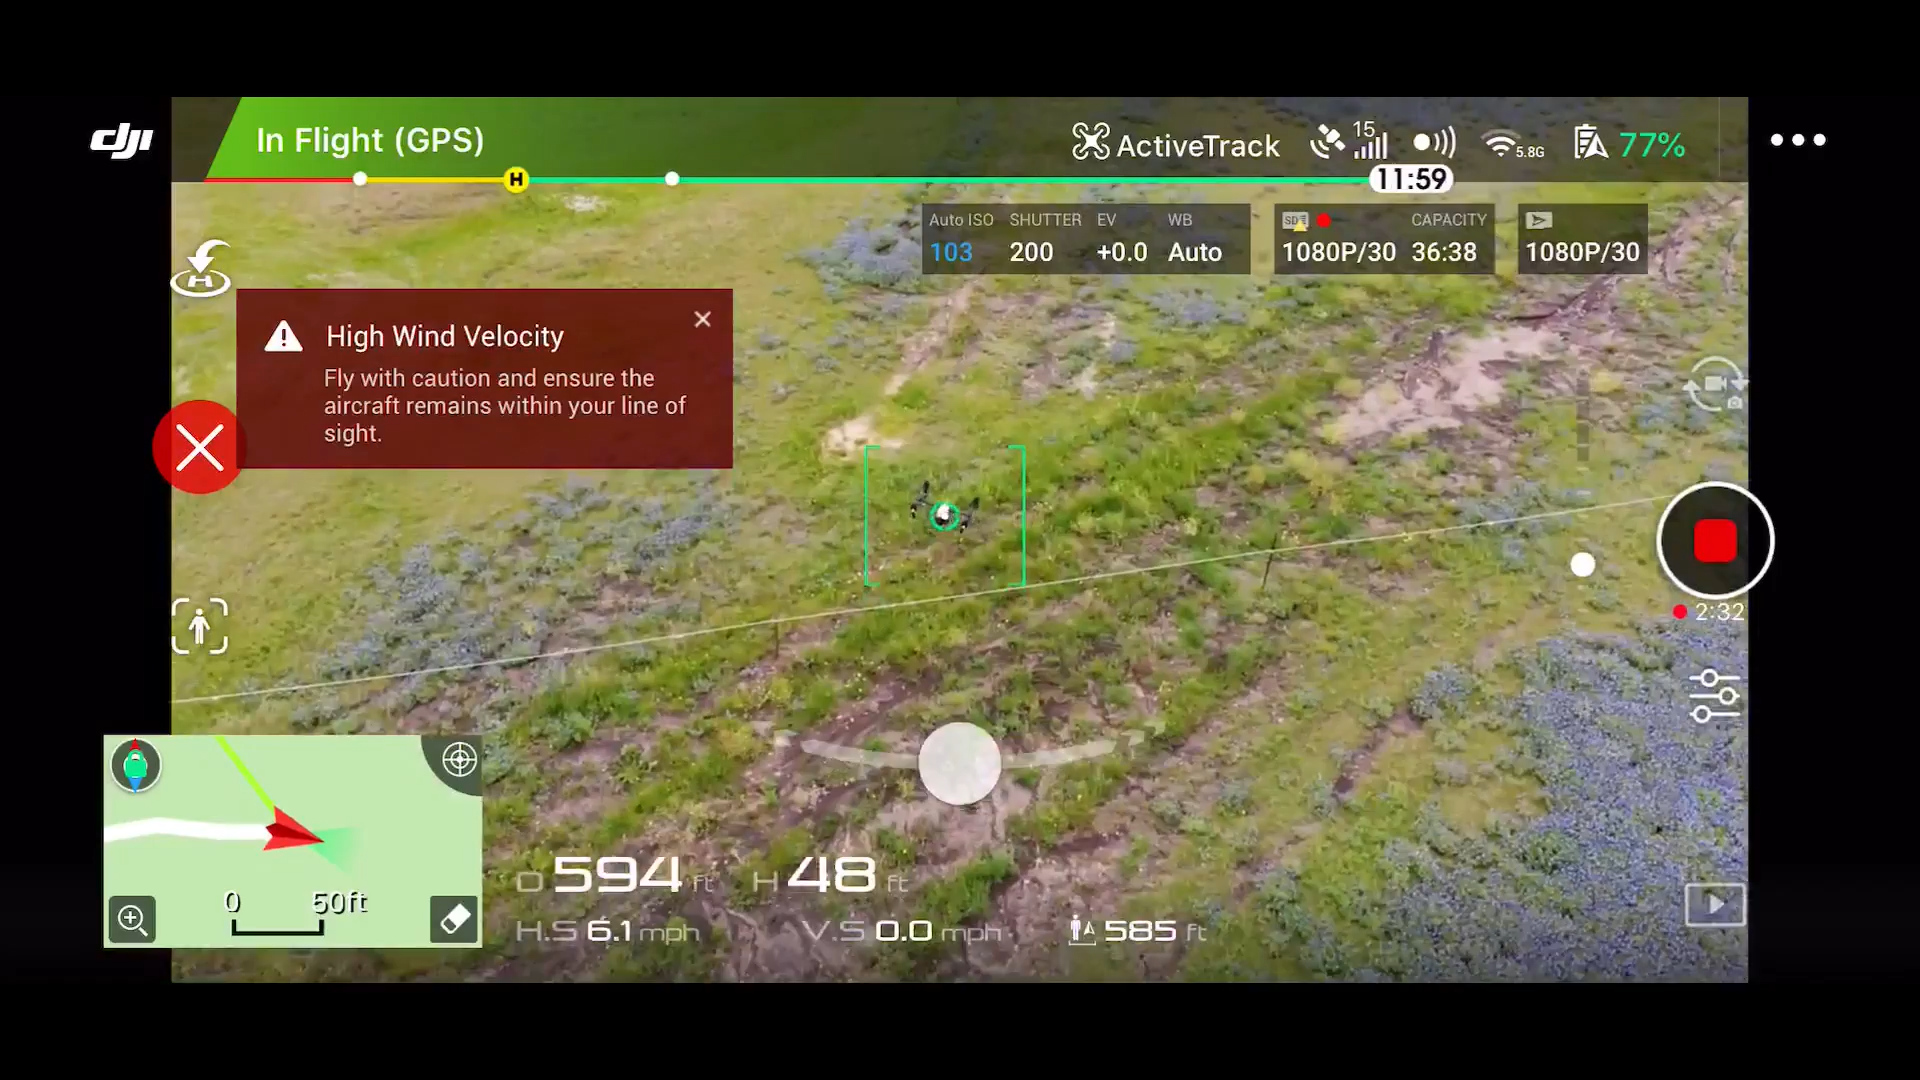 dji
In Flight (GPS)
ActiveTrack
15
5.8G
77%
H
11:59
Auto ISO SHUTTER EV WB
103 200 +0.0 Auto
SD CAPACITY
1080P/30 36:38
1080P/30
H
High Wind Velocity
Fly with caution and ensure the
aircraft remains within your line of
sight.
2:32
0 50ft
D 594 ft H 48 ft
H.S 6.1 mph V.S 0.0 mph 585 ft